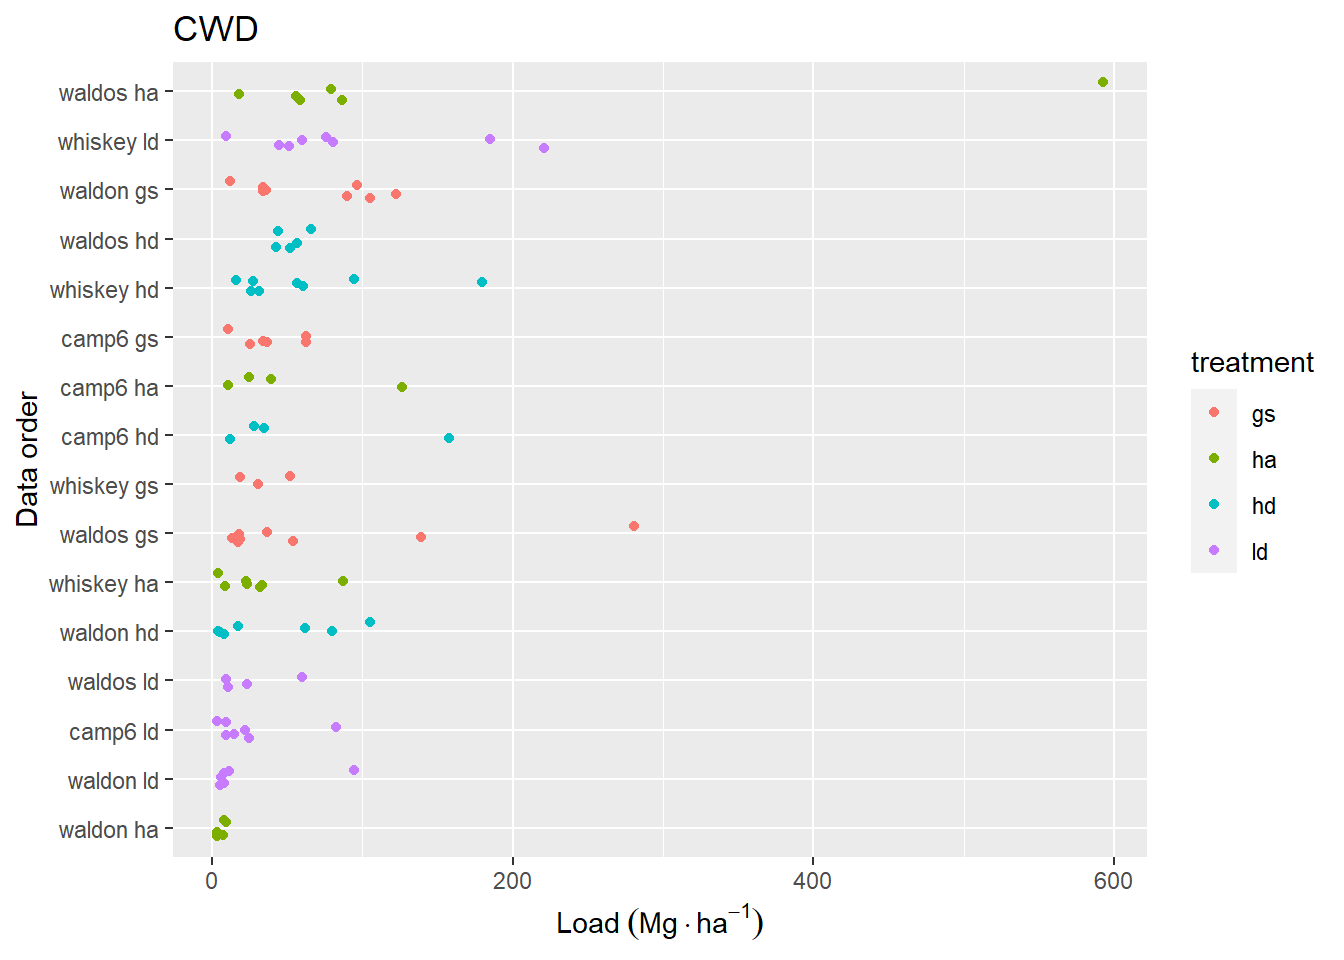 CWD
waldos ha
whiskey ld
waldon gs
waldos hd
whiskey hd
camp6 gs
camp6 ha
camp6 hd
whiskey gs
waldos gs
whiskey ha
waldon hd
waldos ld
camp6 ld
waldon ld
waldon ha
Data order
0 200 400 600
Load (Mg · ha⁻¹)
treatment
gs
ha
hd
ld